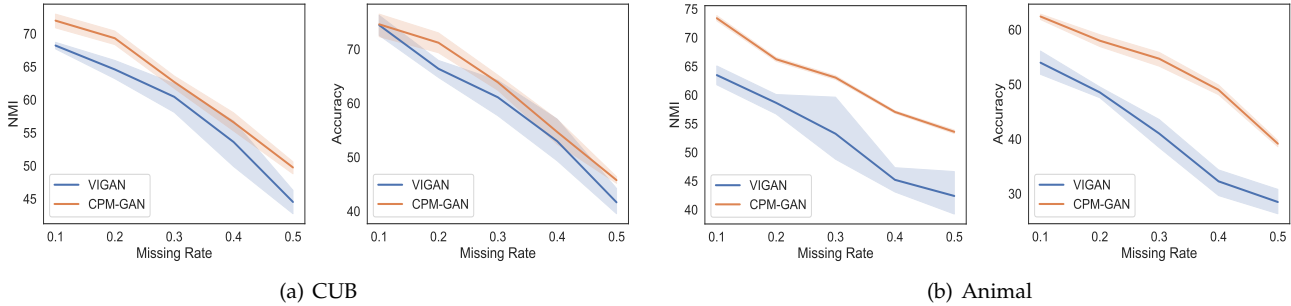 NMI
70
65
60
55
50
45
VIGAN
CPM-GAN
0.1 0.2 0.3 0.4 0.5
Missing Rate
Accuracy
70
60
50
40
VIGAN
CPM-GAN
0.1 0.2 0.3 0.4 0.5
Missing Rate
(a) CUB
NMI
75
70
65
60
55
50
45
40
VIGAN
CPM-GAN
0.1 0.2 0.3 0.4 0.5
Missing Rate
Accuracy
60
50
40
30
VIGAN
CPM-GAN
0.1 0.2 0.3 0.4 0.5
Missing Rate
(b) Animal